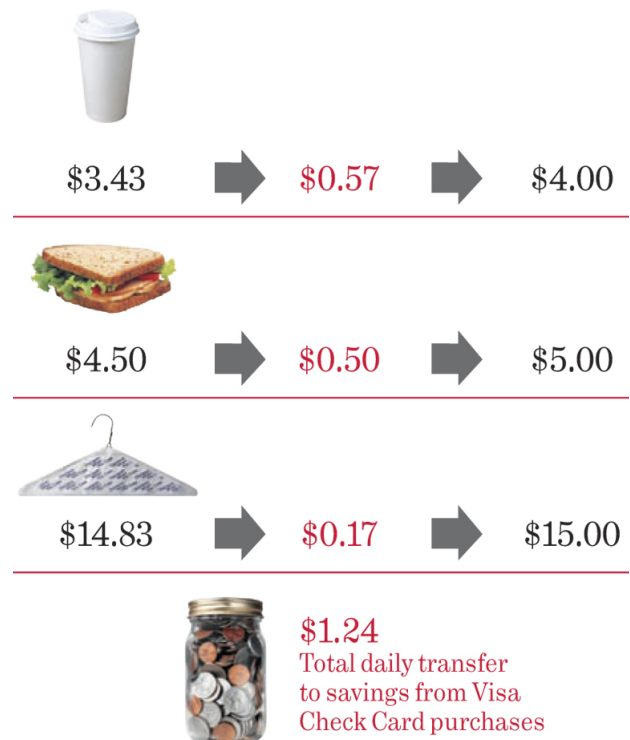 $3.43 $0.57 $4.00
$4.50 $0.50 $5.00
$14.83 $0.17 $15.00
$1.24
Total daily transfer
to savings from Visa
Check Card purchases